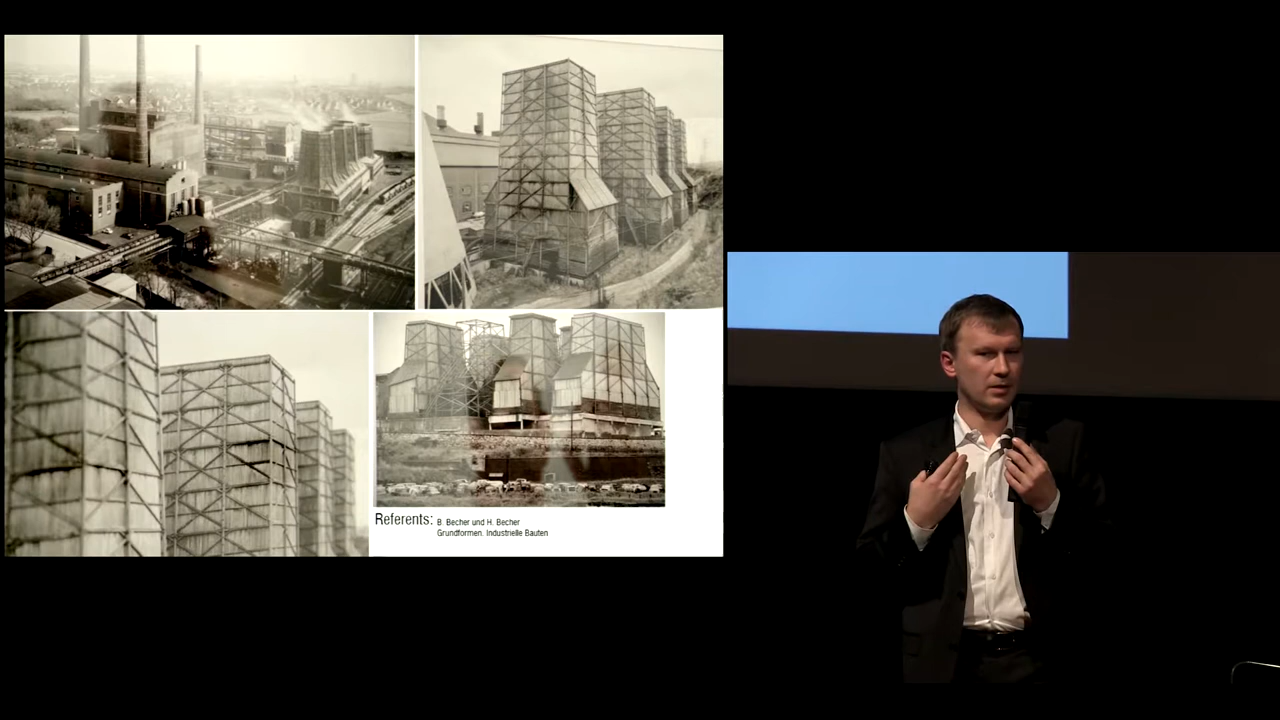 Referents: B. Becher und H. Becher
Grundformen. Industrielle Bauten